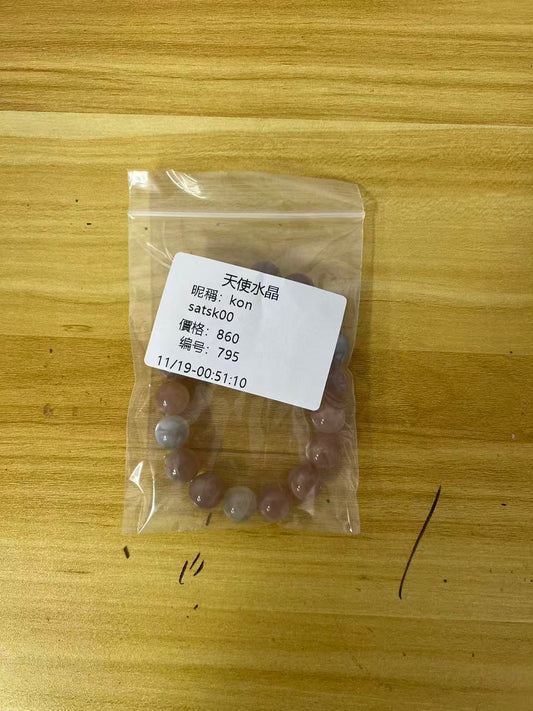 天使水晶
昵稱：kon
satsk00
價格：860
编号：795
11/19-00:51:10